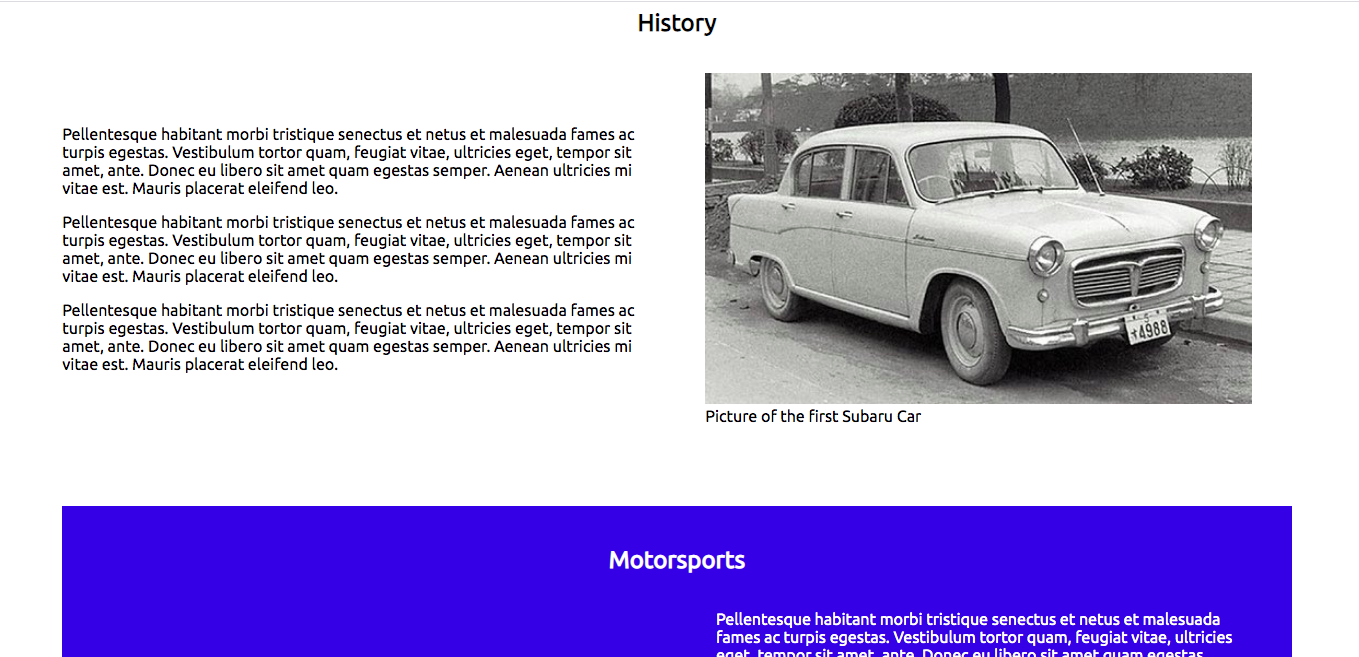 History
Pellentesque habitant morbi tristique senectus et netus et malesuada fames ac
turpis egestas. Vestibulum tortor quam, feugiat vitae, ultricies eget, tempor sit
amet, ante. Donec eu libero sit amet quam egestas semper. Aenean ultricies mi
vitae est. Mauris placerat eleifend leo.
Pellentesque habitant morbi tristique senectus et netus et malesuada fames ac
turpis egestas. Vestibulum tortor quam, feugiat vitae, ultricies eget, tempor sit
amet, ante. Donec eu libero sit amet quam egestas semper. Aenean ultricies mi
vitae est. Mauris placerat eleifend leo.
Pellentesque habitant morbi tristique senectus et netus et malesuada fames ac
turpis egestas. Vestibulum tortor quam, feugiat vitae, ultricies eget, tempor sit
amet, ante. Donec eu libero sit amet quam egestas semper. Aenean ultricies mi
vitae est. Mauris placerat eleifend leo.
4988
Picture of the first Subaru Car
Motorsports
Pellentesque habitant morbi tristique senectus et netus et malesuada
fames ac turpis egestas. Vestibulum tortor quam, feugiat vitae, ultricies
eget, tempor sit amet, ante. Donec eu libero sit amet quam egestas